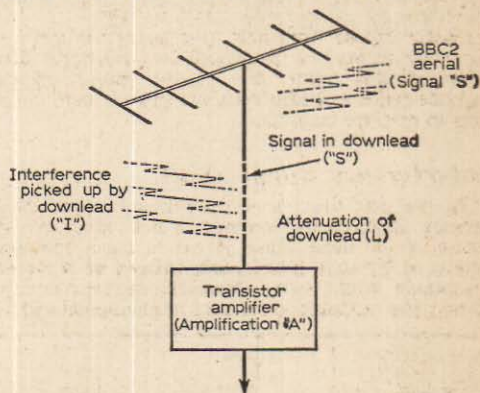 BBC2
aerial
(Signal "S")
Signal in downlead
("S")
Interference
picked up by
downlead
("I")
Attenuation of
downlead (L)
Transistor
amplifier
(Amplification "A")